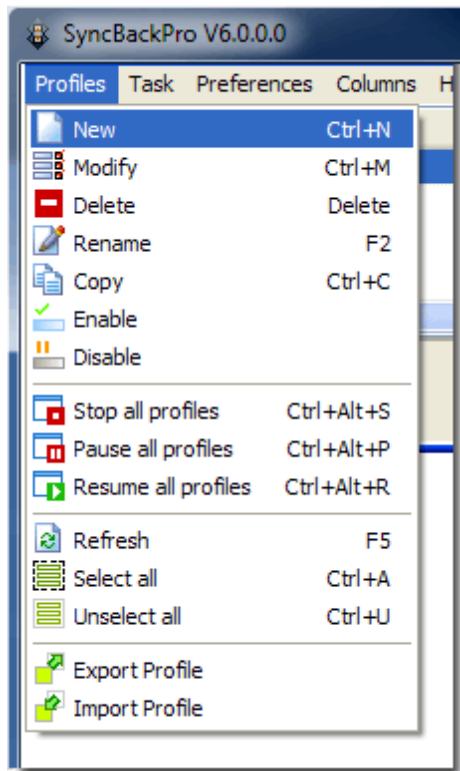 SyncBackPro V6.0.0.0
Profiles Task Preferences Columns H
New Ctrl+N
Modify Ctrl+M
Delete Delete
Rename F2
Copy Ctrl+C
Enable
Disable
Stop all profiles Ctrl+Alt+S
Pause all profiles Ctrl+Alt+P
Resume all profiles Ctrl+Alt+R
Refresh F5
Select all Ctrl+A
Unselect all Ctrl+U
Export Profile
Import Profile